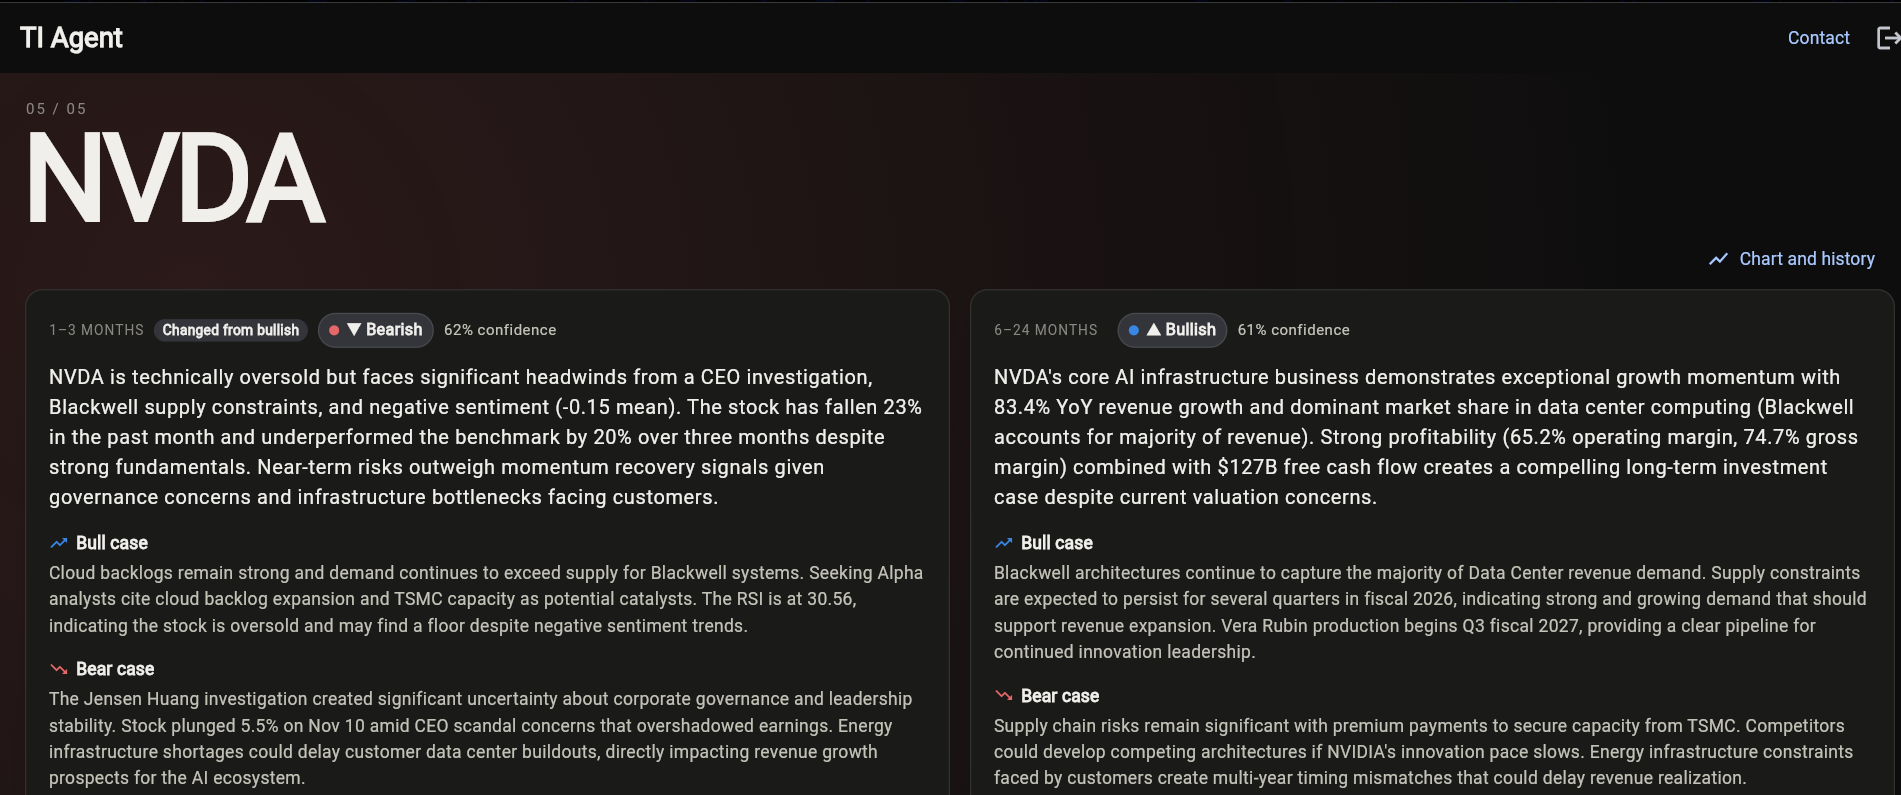 TI Agent
Contact
05 / 05
NVDA
Chart and history
1–3 MONTHS Changed from bullish ▼ Bearish 62% confidence
NVDA is technically oversold but faces significant headwinds from a CEO investigation,
Blackwell supply constraints, and negative sentiment (-0.15 mean). The stock has fallen 23%
in the past month and underperformed the benchmark by 20% over three months despite
strong fundamentals. Near-term risks outweigh momentum recovery signals given
governance concerns and infrastructure bottlenecks facing customers.
Bull case
Cloud backlogs remain strong and demand continues to exceed supply for Blackwell systems. Seeking Alpha
analysts cite cloud backlog expansion and TSMC capacity as potential catalysts. The RSI is at 30.56,
indicating the stock is oversold and may find a floor despite negative sentiment trends.
Bear case
The Jensen Huang investigation created significant uncertainty about corporate governance and leadership
stability. Stock plunged 5.5% on Nov 10 amid CEO scandal concerns that overshadowed earnings. Energy
infrastructure shortages could delay customer data center buildouts, directly impacting revenue growth
prospects for the AI ecosystem.
6–24 MONTHS ▲ Bullish 61% confidence
NVDA's core AI infrastructure business demonstrates exceptional growth momentum with
83.4% YoY revenue growth and dominant market share in data center computing (Blackwell
accounts for majority of revenue). Strong profitability (65.2% operating margin, 74.7% gross
margin) combined with $127B free cash flow creates a compelling long-term investment
case despite current valuation concerns.
Bull case
Blackwell architectures continue to capture the majority of Data Center revenue demand. Supply constraints
are expected to persist for several quarters in fiscal 2026, indicating strong and growing demand that should
support revenue expansion. Vera Rubin production begins Q3 fiscal 2027, providing a clear pipeline for
continued innovation leadership.
Bear case
Supply chain risks remain significant with premium payments to secure capacity from TSMC. Competitors
could develop competing architectures if NVIDIA's innovation pace slows. Energy infrastructure constraints
faced by customers create multi-year timing mismatches that could delay revenue realization.